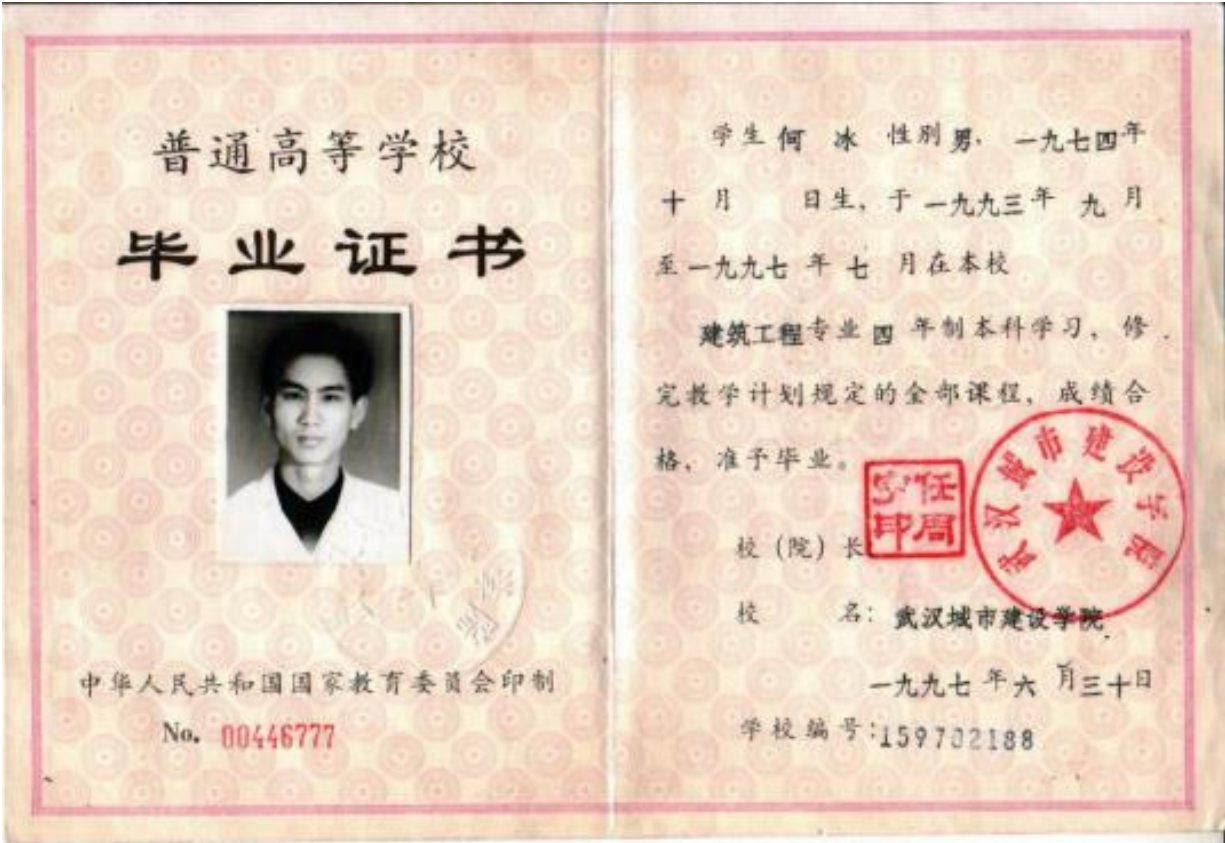 普通高等学校
毕业证书
中华人民共和国国家教育委员会印制
No. 00446777
学生 何 冰 性别 男, 一九七四年
十 月 日生, 于 一九九三年 九 月
至 一九九七 年 七 月在本校
建筑工程专业 四 年制本科学习, 修
完教学计划规定的全部课程, 成绩合
格, 准予毕业。
武汉城市建设学院
校 (院) 长
校 名: 武汉城市建设学院
一九九七 年 六 月三十日
学校编号:159702188